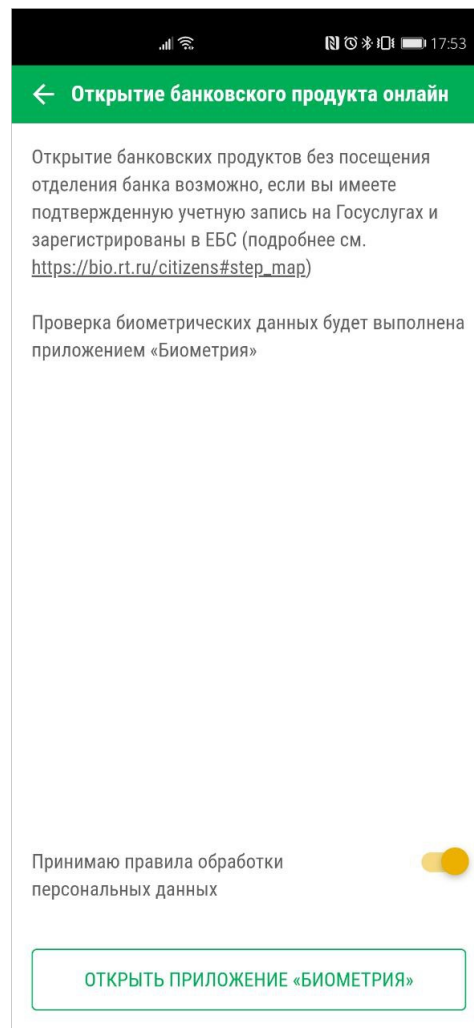 17:53
Открытие банковского продукта онлайн
Открытие банковских продуктов без посещения
отделения банка возможно, если вы имеете
подтвержденную учетную запись на Госуслугах и
зарегистрированы в ЕБС (подробнее см.
https://bio.rt.ru/citizens#step_map)
Проверка биометрических данных будет выполнена
приложением «Биометрия»
Принимаю правила обработки
персональных данных
ОТКРЫТЬ ПРИЛОЖЕНИЕ «БИОМЕТРИЯ»